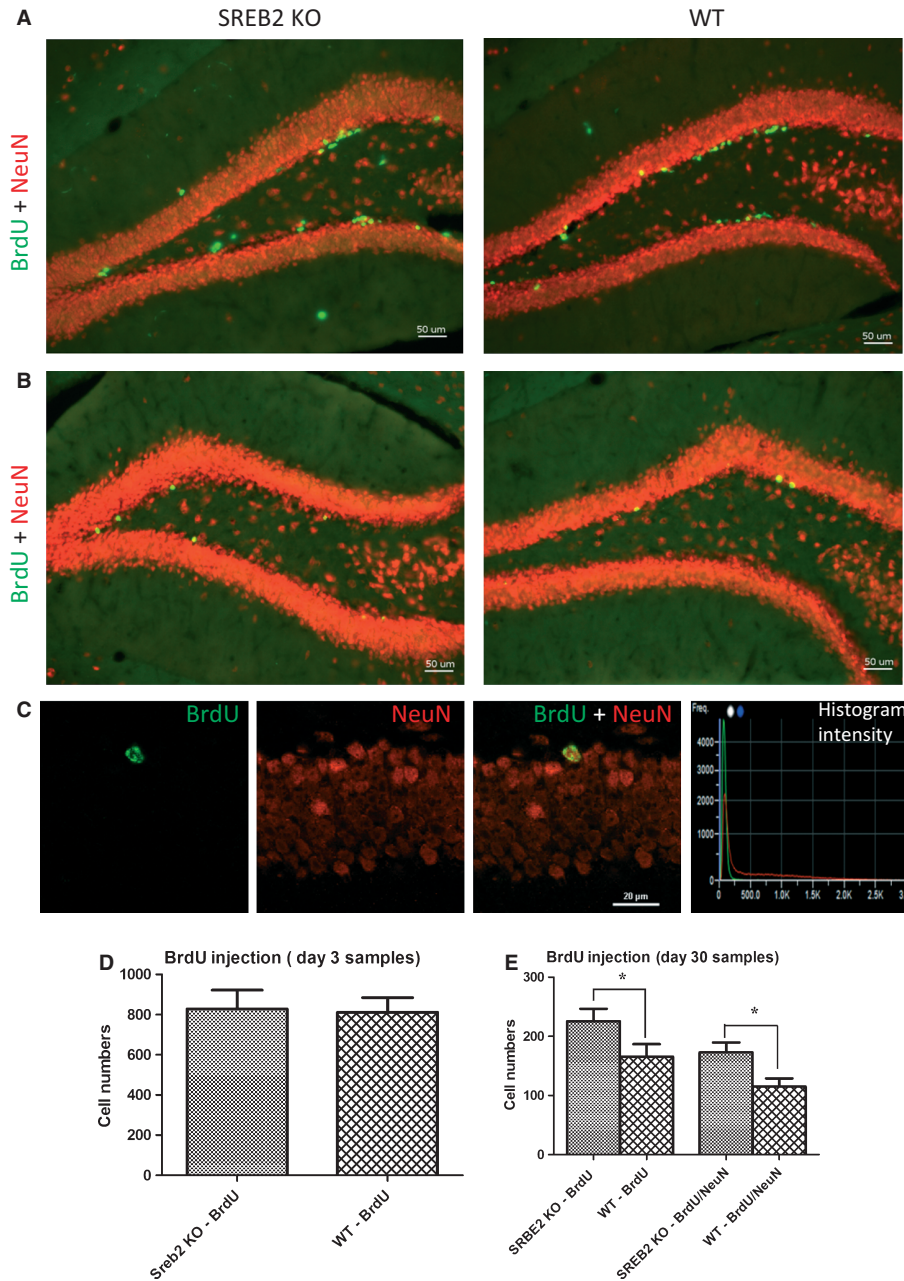 SREB2 KO
WT
A
BrdU + NeuN
50 um
50 um
B
BrdU + NeuN
50 um
50 um
C
BrdU
NeuN
BrdU + NeuN
20 µm
Freq.
Histogram
intensity
4000
3000
2000
1000
0
0 500.0 1.0K 1.5K 2.0K 2.5K 3
D
BrdU injection ( day 3 samples)
Cell numbers
1000
800
600
400
200
0
Sreb2 KO - BrdU
WT - BrdU
E
BrdU injection (day 30 samples)
Cell numbers
300
200
100
0
*
*
SRBE2 KO - BrdU
WT - BrdU
SREB2 KO - BrdU/NeuN
WT - BrdU/NeuN